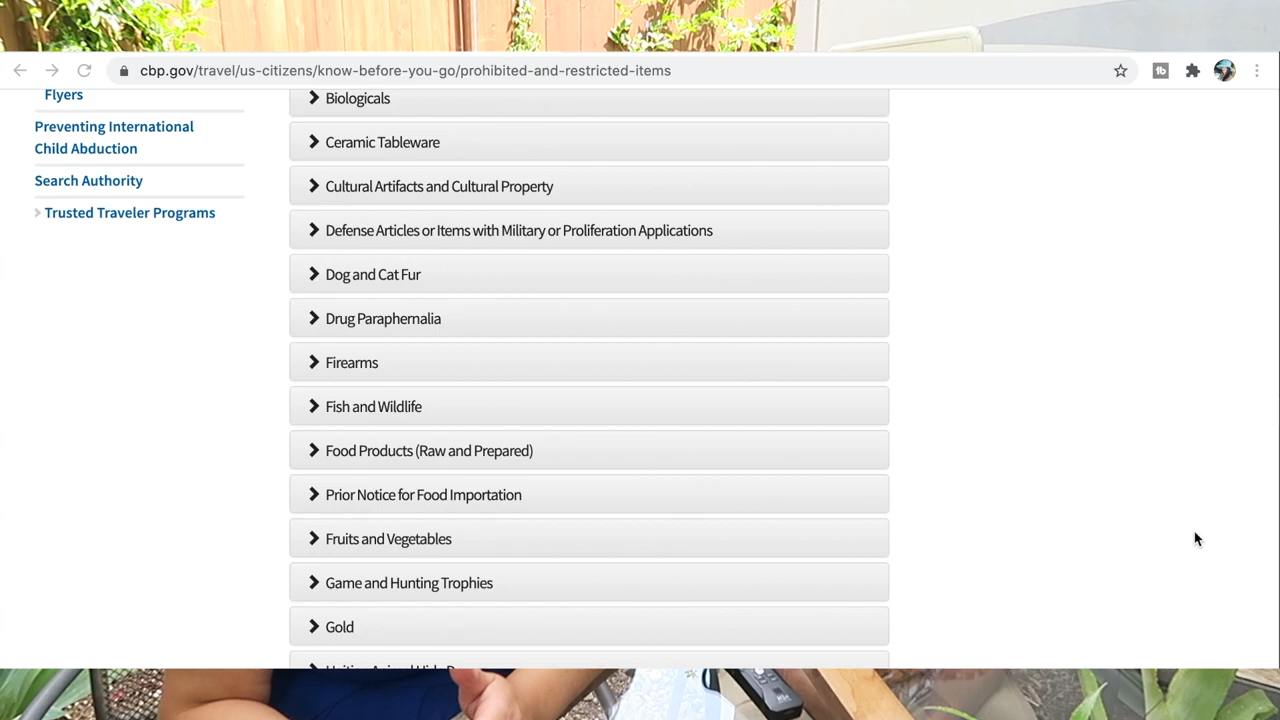 cbp.gov/travel/us-citizens/know-before-you-go/prohibited-and-restricted-items
Flyers
Preventing International
Child Abduction
Search Authority
Trusted Traveler Programs
Biologicals
Ceramic Tableware
Cultural Artifacts and Cultural Property
Defense Articles or Items with Military or Proliferation Applications
Dog and Cat Fur
Drug Paraphernalia
Firearms
Fish and Wildlife
Food Products (Raw and Prepared)
Prior Notice for Food Importation
Fruits and Vegetables
Game and Hunting Trophies
Gold